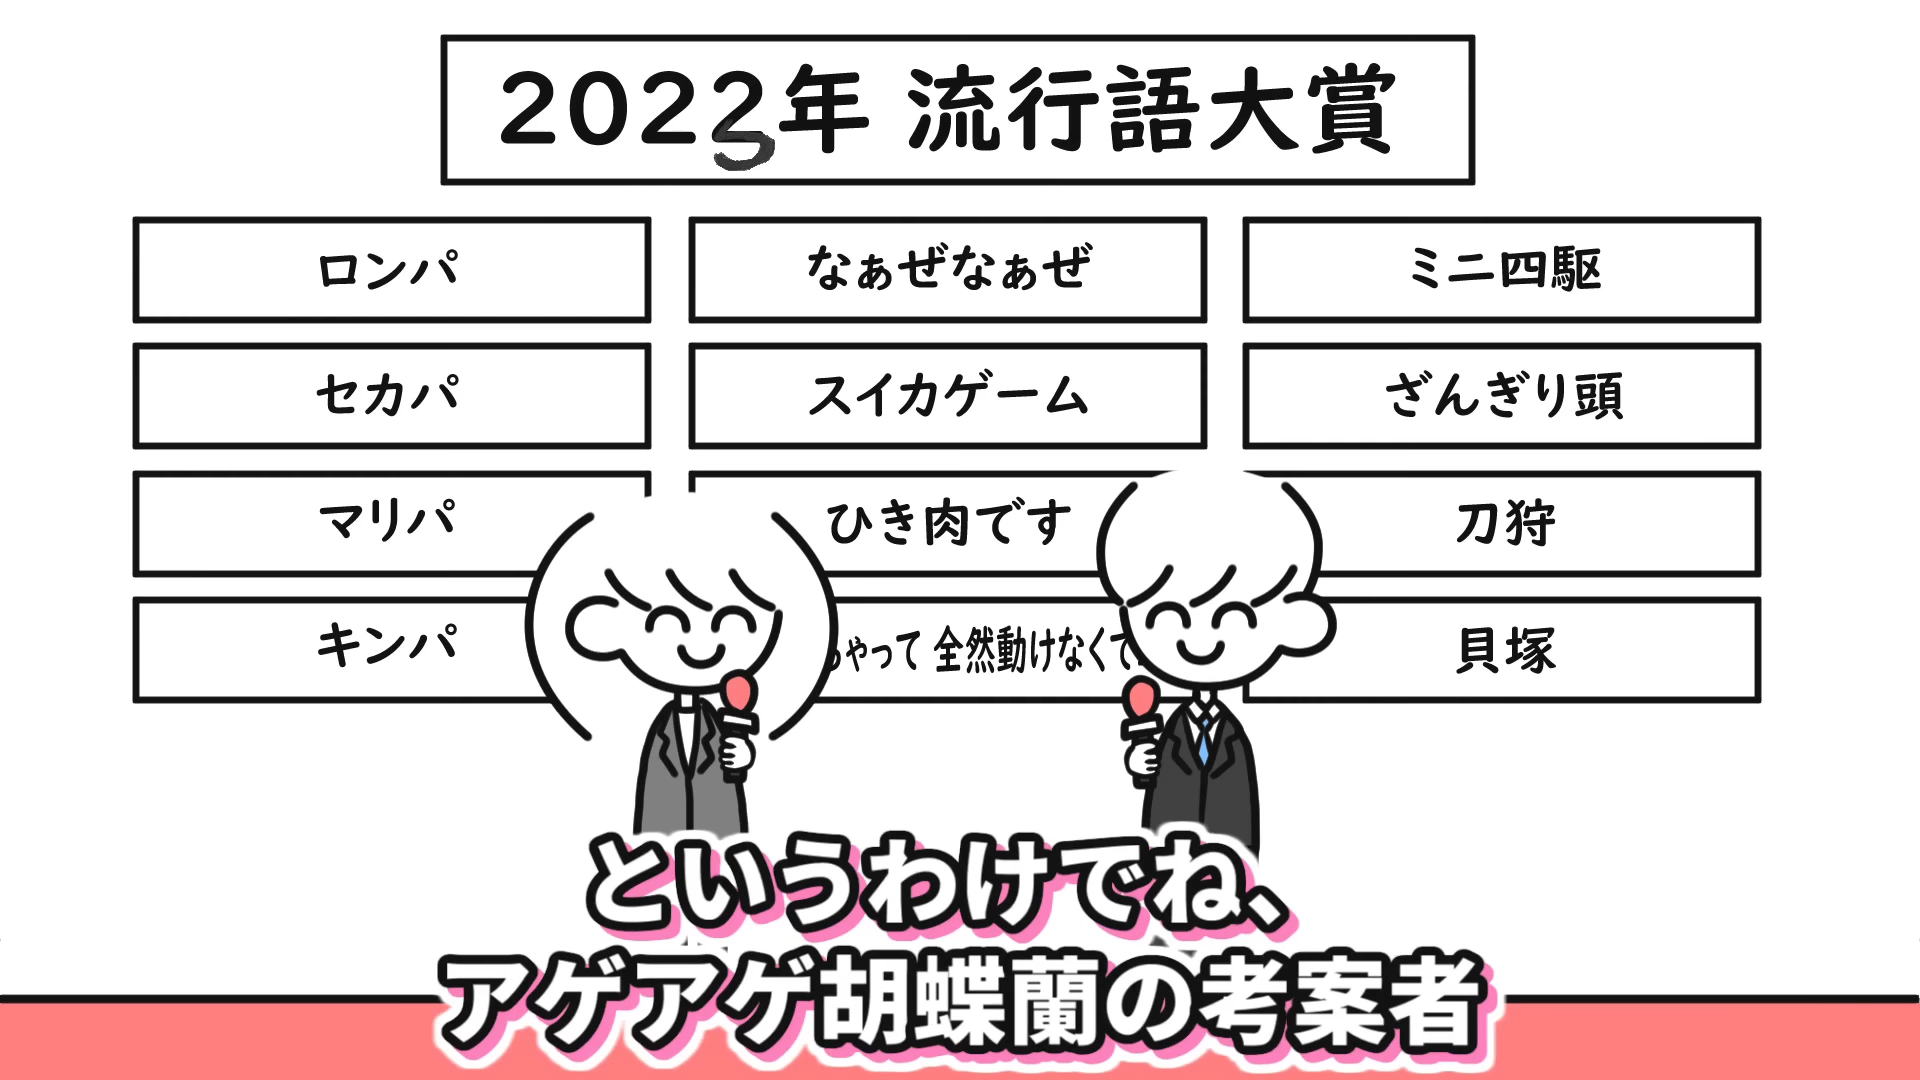 2023年 流行語大賞
ロンパ
なぁぜなぁぜ
ミニ四駆
セカパ
スイカゲーム
ざんぎり頭
マリパ
ひき肉です
刀狩
キンパ
ゃって 全然動けなくて
貝塚
というわけでね、
アゲアゲ胡蝶蘭の考案者